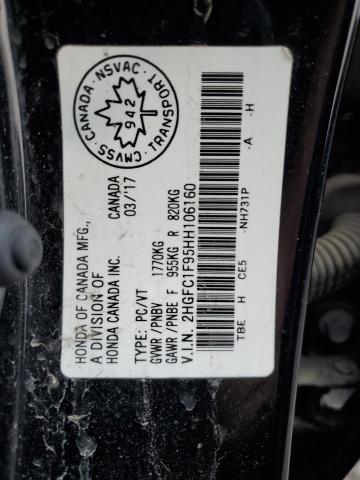 HONDA OF CANADA MFG.,
A DIVISION OF
HONDA CANADA INC. CANADA
03/'17
TYPE: PC/VT
GVWR/PNBV 1770KG
GAWR/PNBE F 955KG R 820KG
V.I.N. 2HGFC1F95HH106160
TBE H CE5 -NH731P -A -H
CANADA · NSVAC · TRANSPORT · CMVSS ·
942